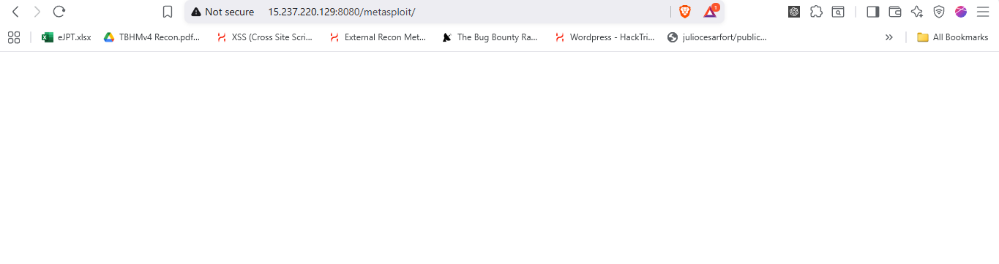 Not secure 15.237.220.129:8080/metasploit/ 1
eJPT.xlsx TBHMv4 Recon.pdf... XSS (Cross Site Scri... External Recon Met... The Bug Bounty Ra... Wordpress - HackTri... juliocesarfort/public... » All Bookmarks